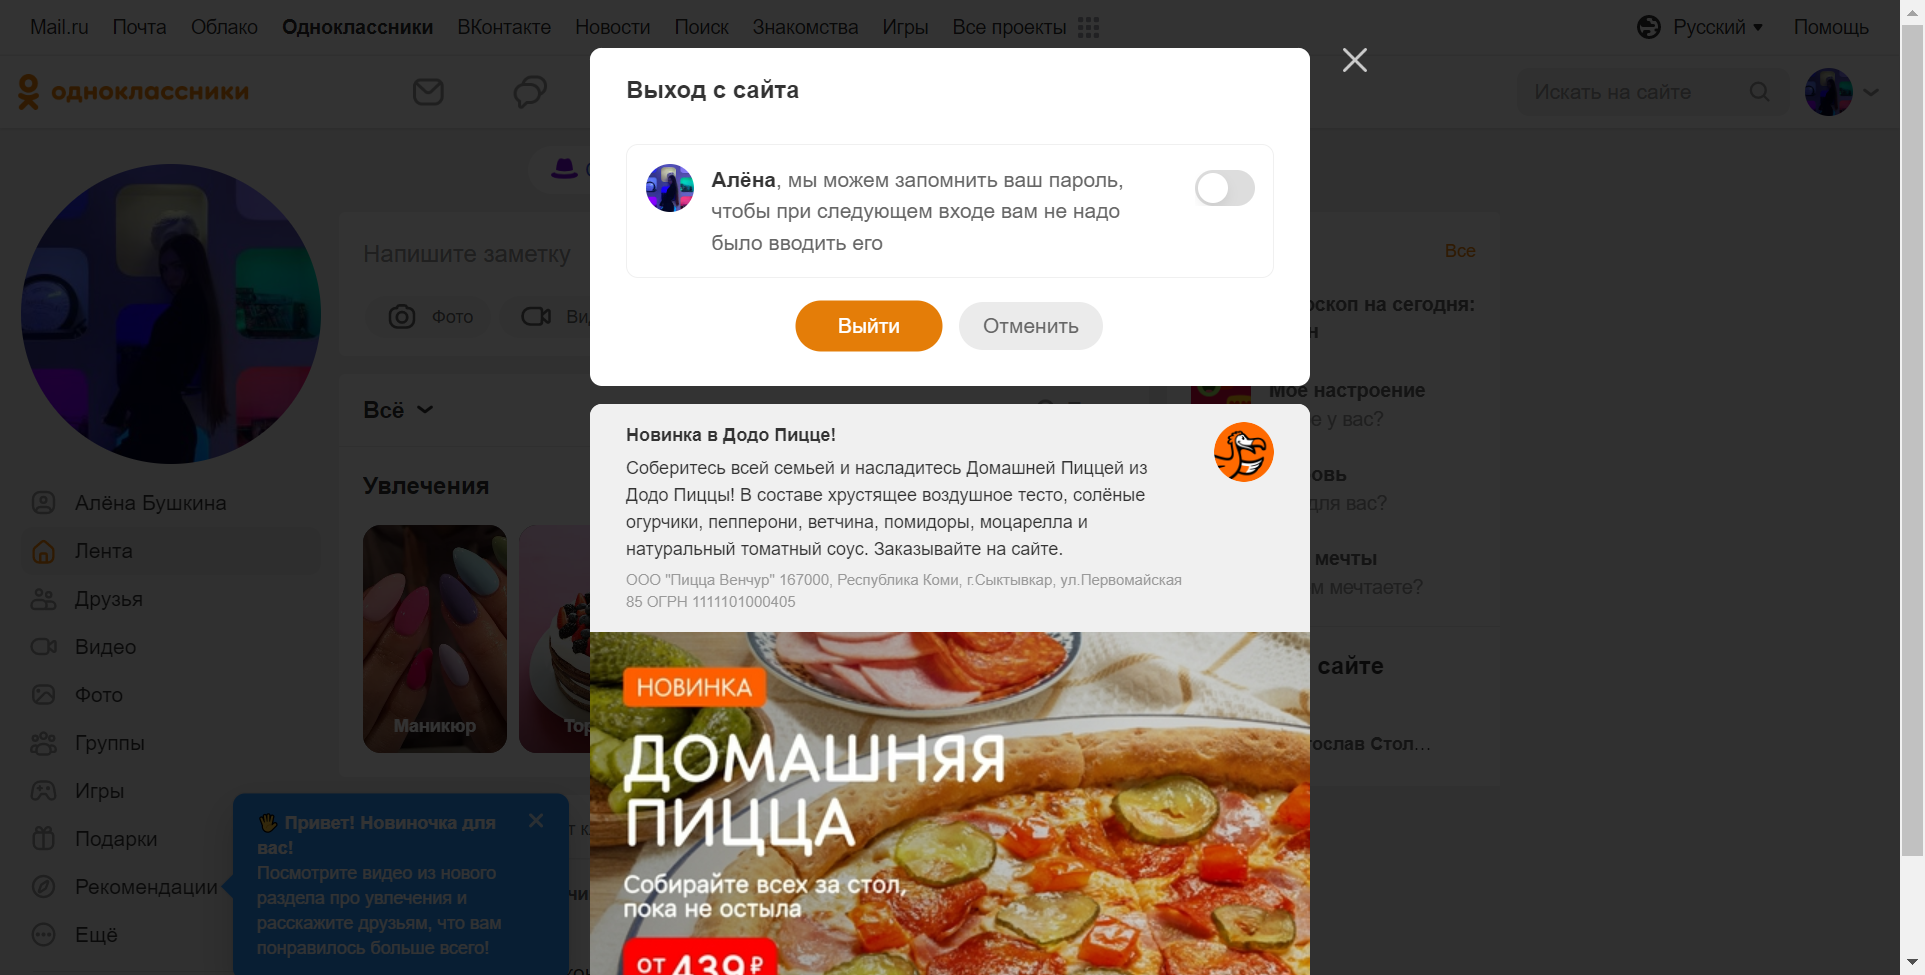 Mail.ru Почта Облако Одноклассники ВКонтакте Новости Поиск Знакомства Игры Все проекты Русский Помощь
одноклассники
Искать на сайте
Выход с сайта
Алёна, мы можем запомнить ваш пароль,
чтобы при следующем входе вам не надо
было вводить его
Выйти Отменить
Напишите заметку
Фото
Всё
Увлечения
Маникюр
Алёна Бушкина
Лента
Друзья
Видео
Фото
Группы
Игры
Подарки
Рекомендации
Ещё
Привет! Новиночка для
вас!
Посмотрите видео из нового
раздела про увлечения и
расскажите друзьям, что вам
понравилось больше всего!
Новинка в Додо Пицце!
Соберитесь всей семьей и насладитесь Домашней Пиццей из
Додо Пиццы! В составе хрустящее воздушное тесто, солёные
огурчики, пепперони, ветчина, помидоры, моцарелла и
натуральный томатный соус. Заказывайте на сайте.
ООО "Пицца Венчур" 167000, Республика Коми, г.Сыктывкар, ул.Первомайская
85 ОГРН 1111101000405
НОВИНКА
ДОМАШНЯЯ
ПИЦЦА
Собирайте всех за стол,
пока не остыла
от 439 ₽
Все
на сегодня:
Мое настроение
у вас?
для вас?
мечты
мечтаете?
сайте
Стол...